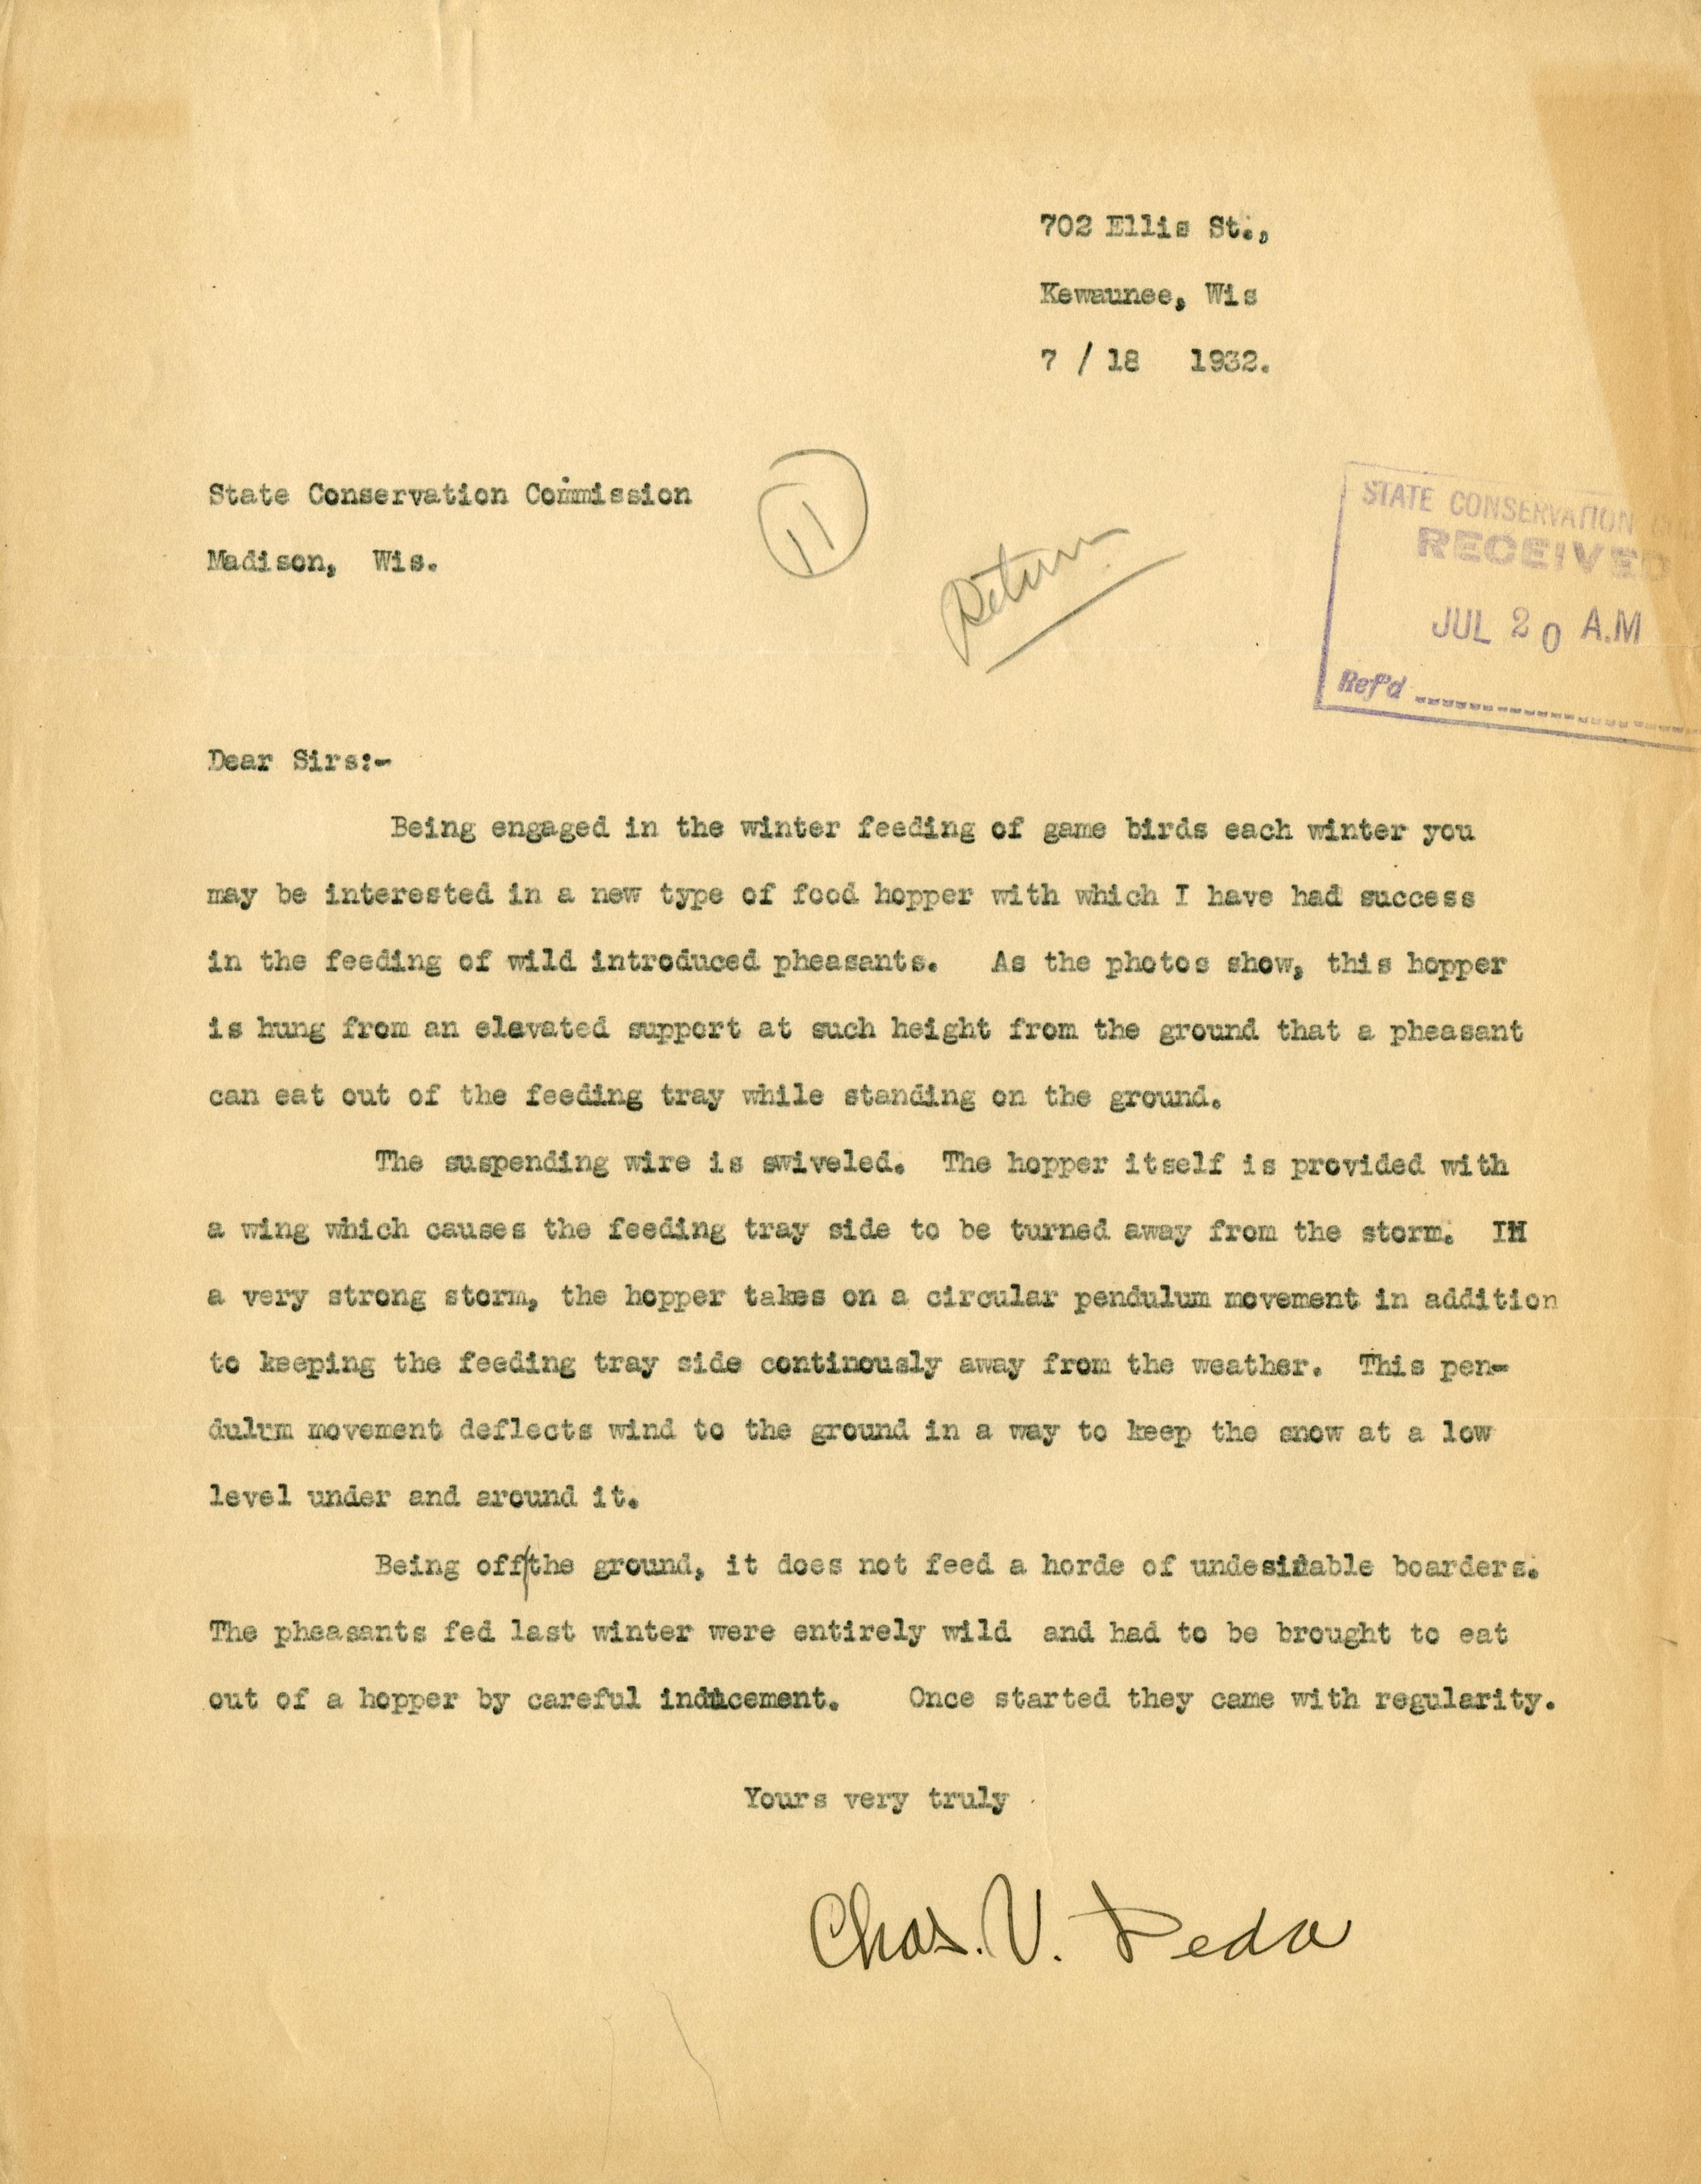 702 Ellis St.,
Kewaunee, Wis
7 / 18 1932.
State Conservation Commission
Madison, Wis.
11
Return
STATE CONSERVATION
RECEIVED
JUL 20 A.M
Ref'd
Dear Sirs:-
Being engaged in the winter feeding of game birds each winter you
may be interested in a new type of food hopper with which I have had success
in the feeding of wild introduced pheasants. As the photos show, this hopper
is hung from an elevated support at such height from the ground that a pheasant
can eat out of the feeding tray while standing on the ground.
The suspending wire is swiveled. The hopper itself is provided with
a wing which causes the feeding tray side to be turned away from the storm. IN
a very strong storm, the hopper takes on a circular pendulum movement in addition
to keeping the feeding tray side continously away from the weather. This pen-
dulum movement deflects wind to the ground in a way to keep the snow at a low
level under and around it.
Being off/the ground, it does not feed a horde of undesirable boarders.
The pheasants fed last winter were entirely wild and had to be brought to eat
out of a hopper by careful inducement. Once started they came with regularity.
Yours very truly
Chas. V. Peda